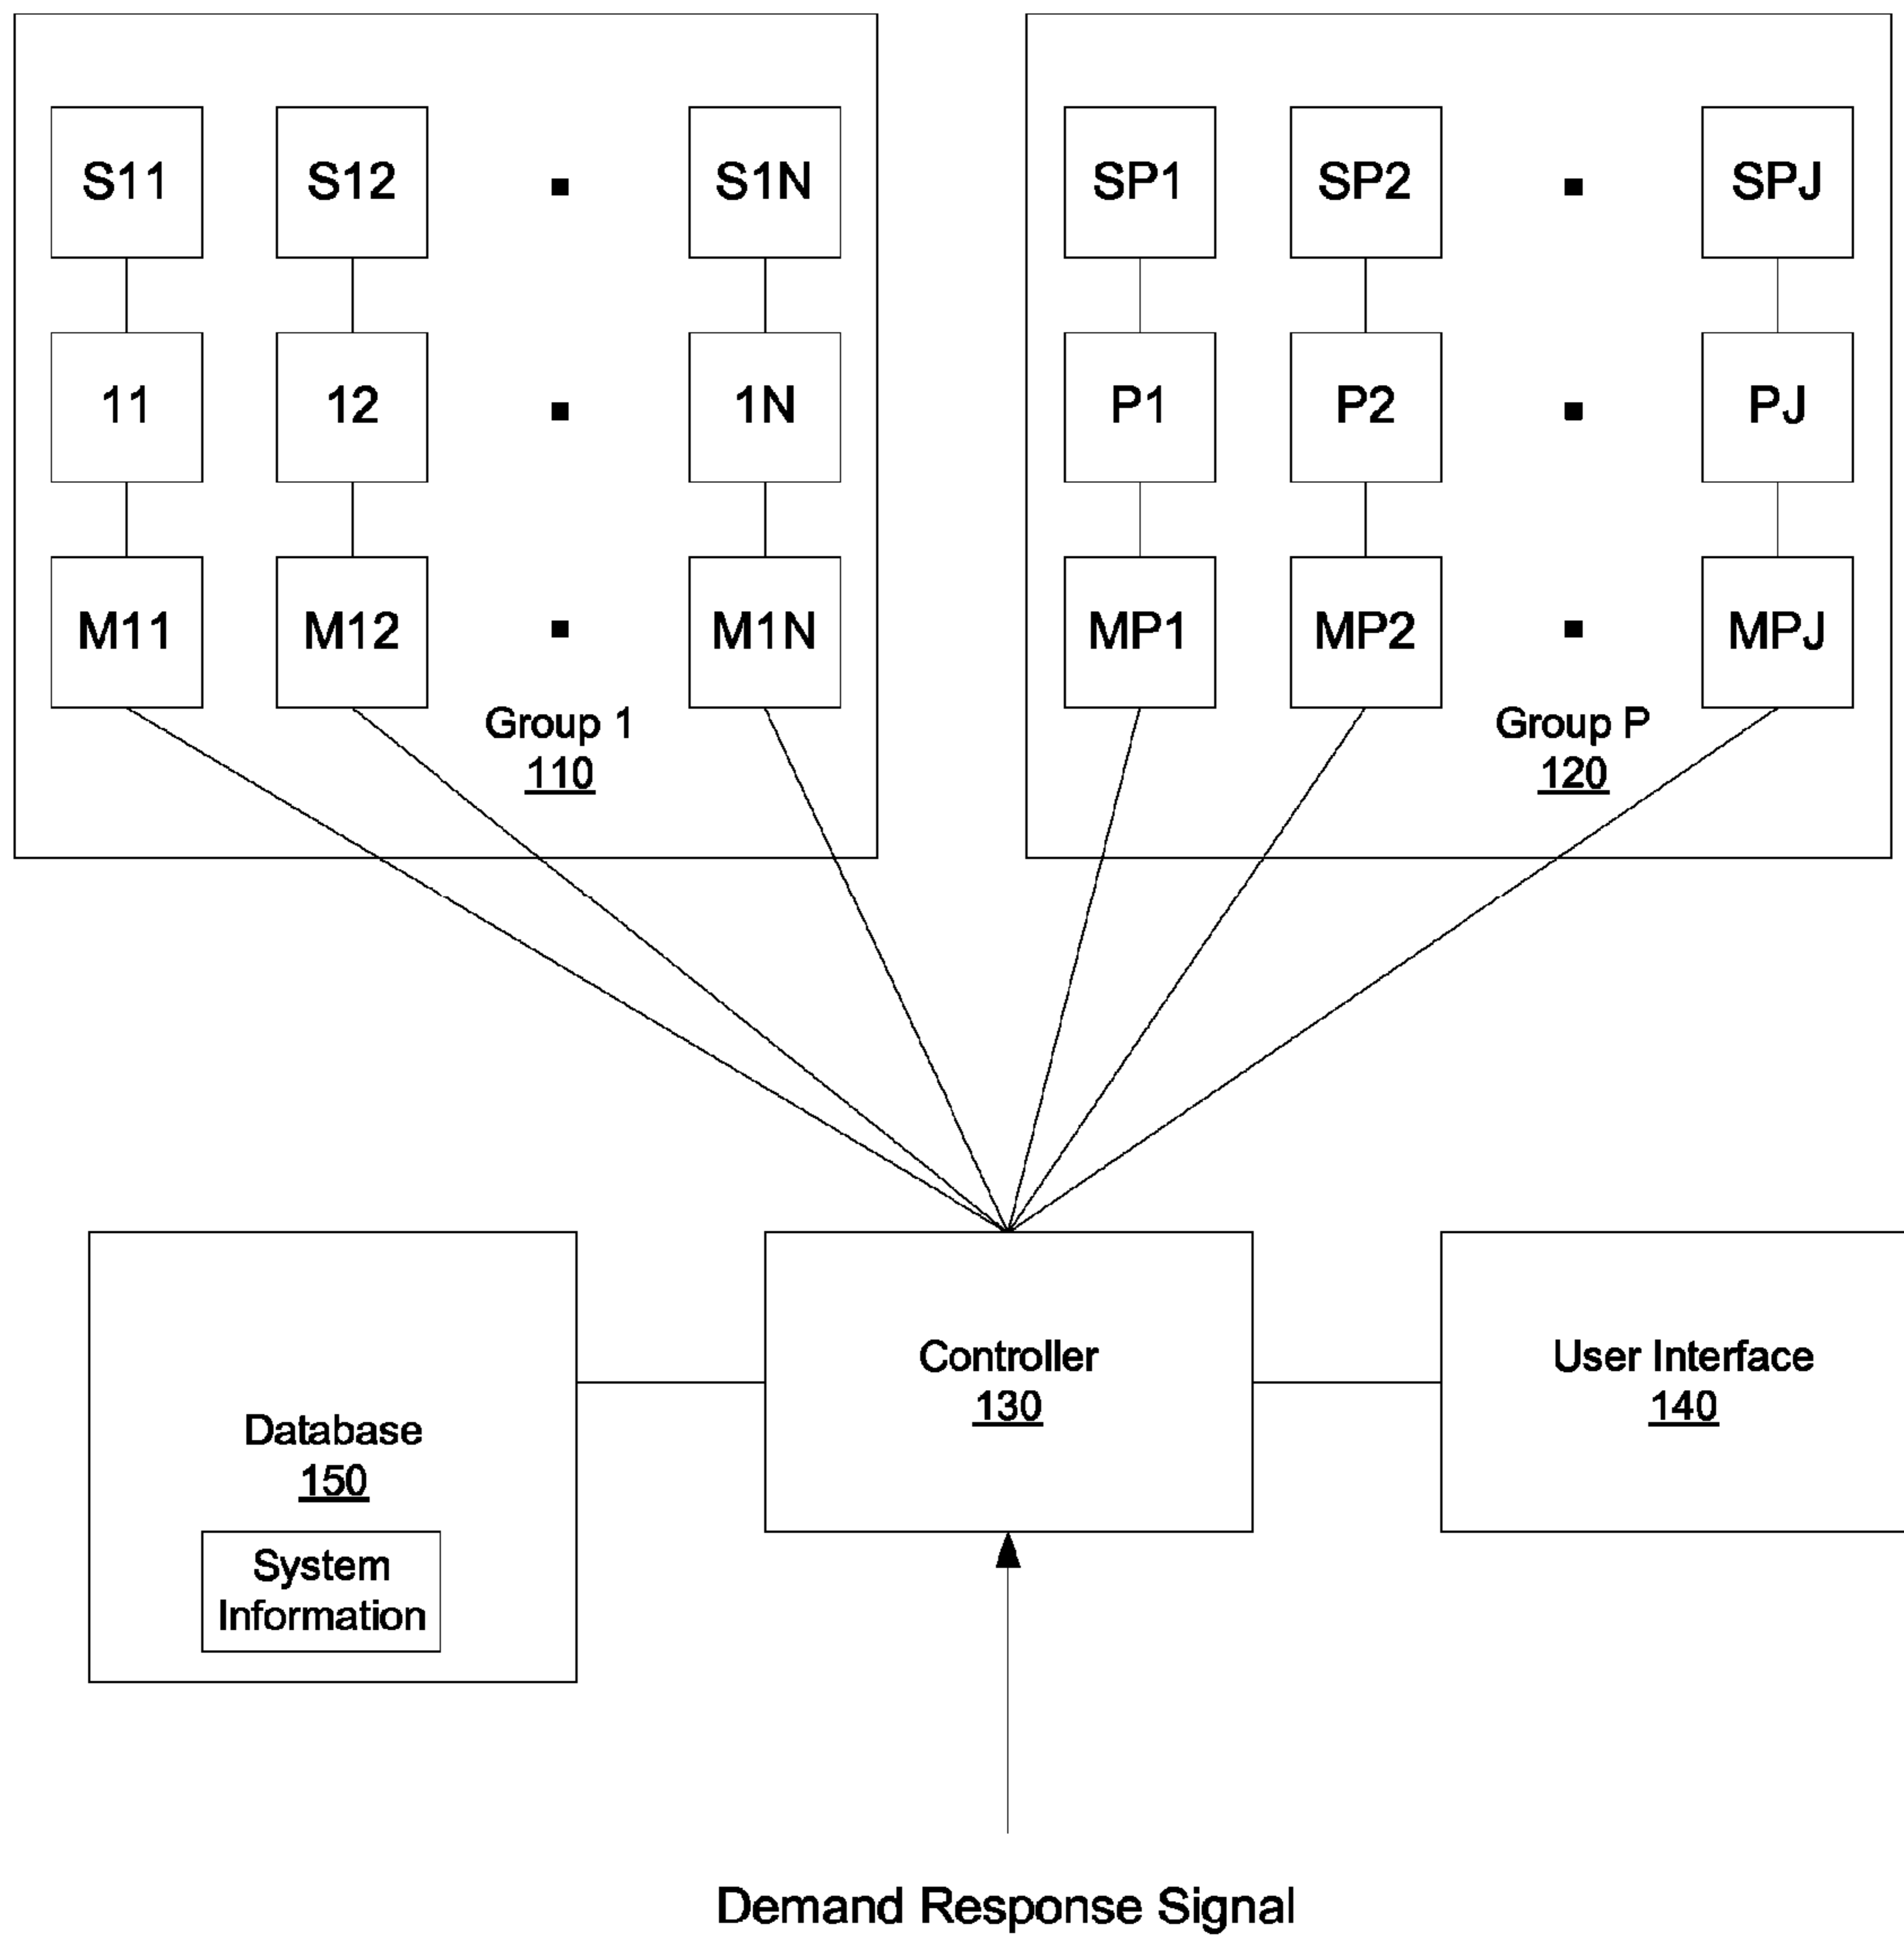 S11 S12 S1N SP1 SP2 SPJ
11 12 1N P1 P2 PJ
M11 M12 M1N MP1 MP2 MPJ
Group 1
110
Group P
120
Database
150
System
Information
Controller
130
User Interface
140
Demand Response Signal